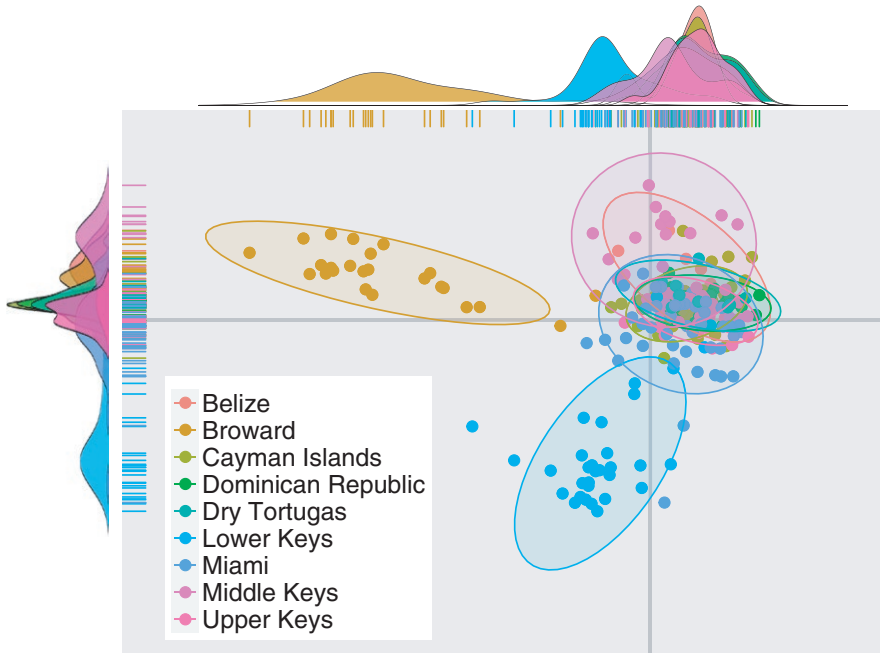 Belize
Broward
Cayman Islands
Dominican Republic
Dry Tortugas
Lower Keys
Miami
Middle Keys
Upper Keys